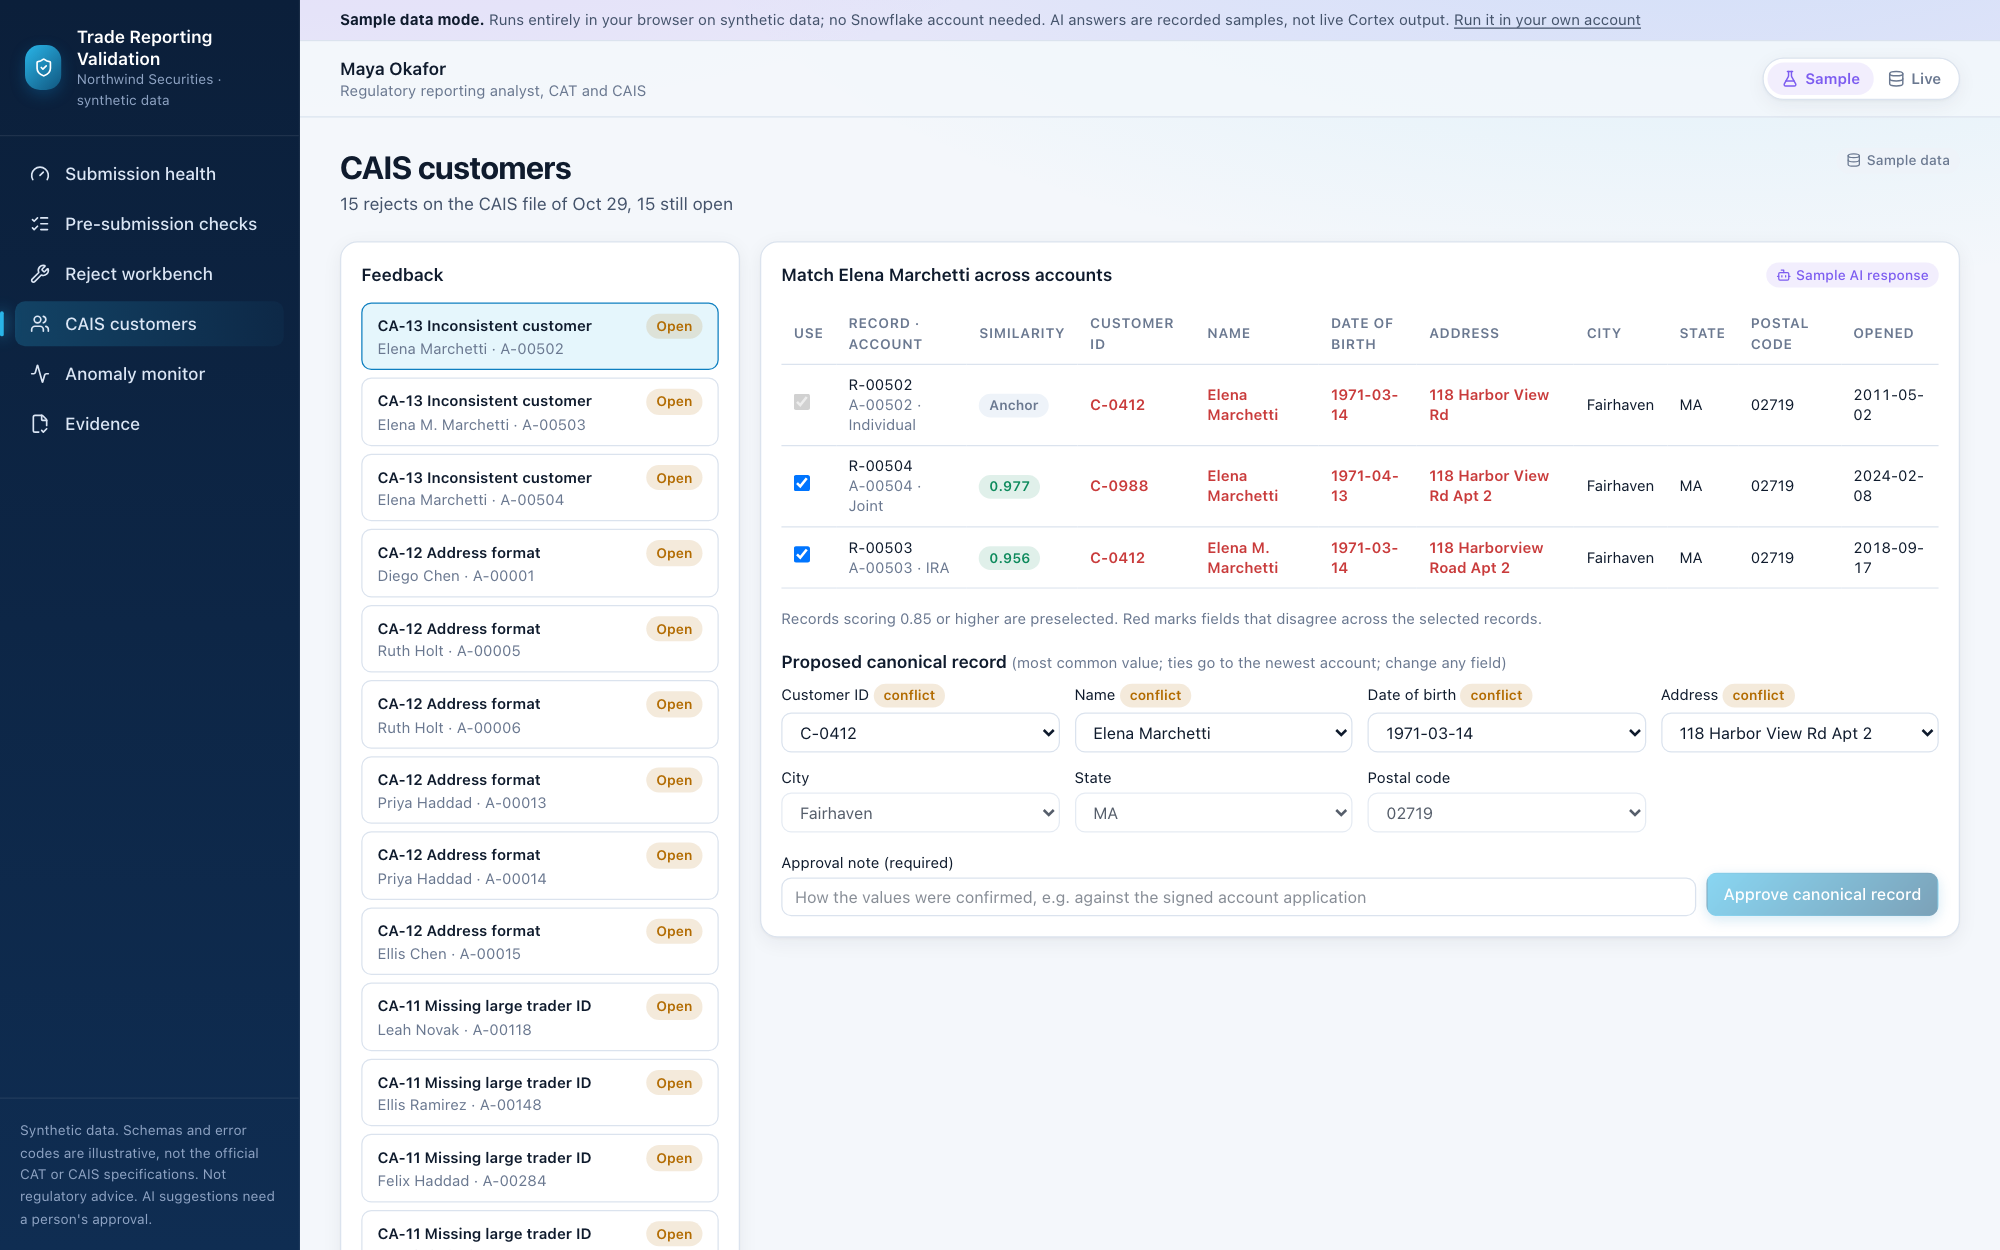 Trade Reporting
Validation
Northwind Securities ·
synthetic data
Submission health
Pre-submission checks
Reject workbench
CAIS customers
Anomaly monitor
Evidence
Synthetic data. Schemas and error
codes are illustrative, not the official
CAT or CAIS specifications. Not
regulatory advice. AI suggestions need
a person's approval.
Sample data mode. Runs entirely in your browser on synthetic data; no Snowflake account needed. AI answers are recorded samples, not live Cortex output. Run it in your own account
Maya Okafor
Regulatory reporting analyst, CAT and CAIS
Sample
Live
CAIS customers
15 rejects on the CAIS file of Oct 29, 15 still open
Sample data
Feedback
CA-13 Inconsistent customer Open
Elena Marchetti · A-00502
CA-13 Inconsistent customer Open
Elena M. Marchetti · A-00503
CA-13 Inconsistent customer Open
Elena Marchetti · A-00504
CA-12 Address format Open
Diego Chen · A-00001
CA-12 Address format Open
Ruth Holt · A-00005
CA-12 Address format Open
Ruth Holt · A-00006
CA-12 Address format Open
Priya Haddad · A-00013
CA-12 Address format Open
Priya Haddad · A-00014
CA-12 Address format Open
Ellis Chen · A-00015
CA-11 Missing large trader ID Open
Leah Novak · A-00118
CA-11 Missing large trader ID Open
Ellis Ramirez · A-00148
CA-11 Missing large trader ID Open
Felix Haddad · A-00284
CA-11 Missing large trader ID Open
Match Elena Marchetti across accounts
Sample AI response
USE RECORD · ACCOUNT SIMILARITY CUSTOMER ID NAME DATE OF BIRTH ADDRESS CITY STATE POSTAL CODE OPENED
R-00502 A-00502 · Individual Anchor C-0412 Elena Marchetti 1971-03-14 118 Harbor View Rd Fairhaven MA 02719 2011-05-02
R-00504 A-00504 · Joint 0.977 C-0988 Elena Marchetti 1971-04-13 118 Harbor View Rd Apt 2 Fairhaven MA 02719 2024-02-08
R-00503 A-00503 · IRA 0.956 C-0412 Elena M. Marchetti 1971-03-14 118 Harborview Road Apt 2 Fairhaven MA 02719 2018-09-17
Records scoring 0.85 or higher are preselected. Red marks fields that disagree across the selected records.
Proposed canonical record (most common value; ties go to the newest account; change any field)
Customer ID conflict Name conflict Date of birth conflict Address conflict
C-0412 Elena Marchetti 1971-03-14 118 Harbor View Rd Apt 2
City State Postal code
Fairhaven MA 02719
Approval note (required)
How the values were confirmed, e.g. against the signed account application
Approve canonical record